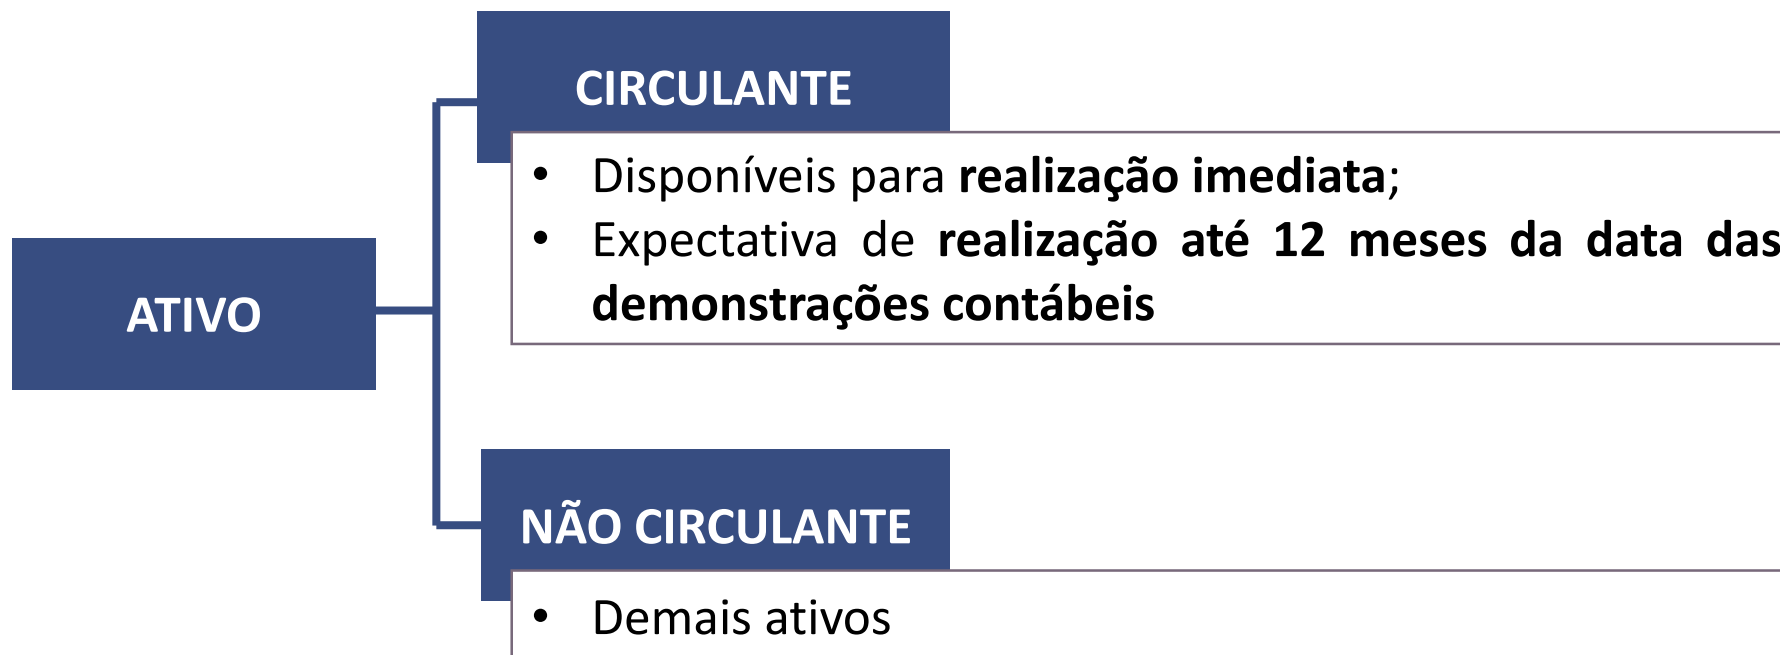 CIRCULANTE
• Disponíveis para realização imediata;
• Expectativa de realização até 12 meses da data das
demonstrações contábeis
ATIVO
NÃO CIRCULANTE
• Demais ativos